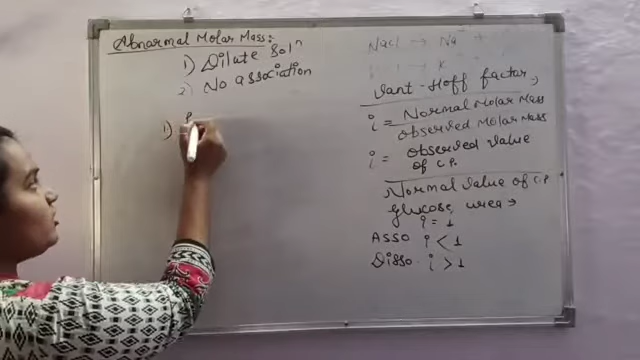 Abnormal Molar Mass:
1) Dilate Solⁿ
2) No association
1)
NaCl → Na⁻ +
Vant-Hoff factor,
i = Normal Molar Mass
observed Molar Mass
i = observed value
of C.P.
Normal value of C.P
glucose, urea →
i = 1
Asso i < 1
Disso. i > 1